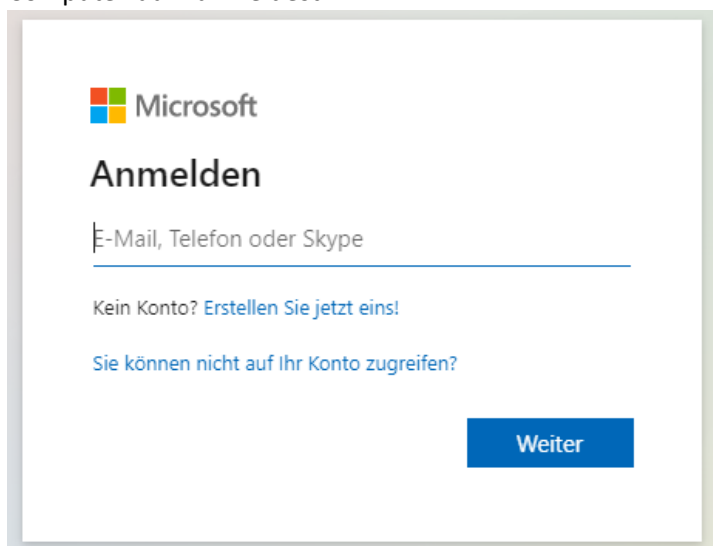 Microsoft
Anmelden
E-Mail, Telefon oder Skype
Kein Konto? Erstellen Sie jetzt eins!
Sie können nicht auf Ihr Konto zugreifen?
Weiter